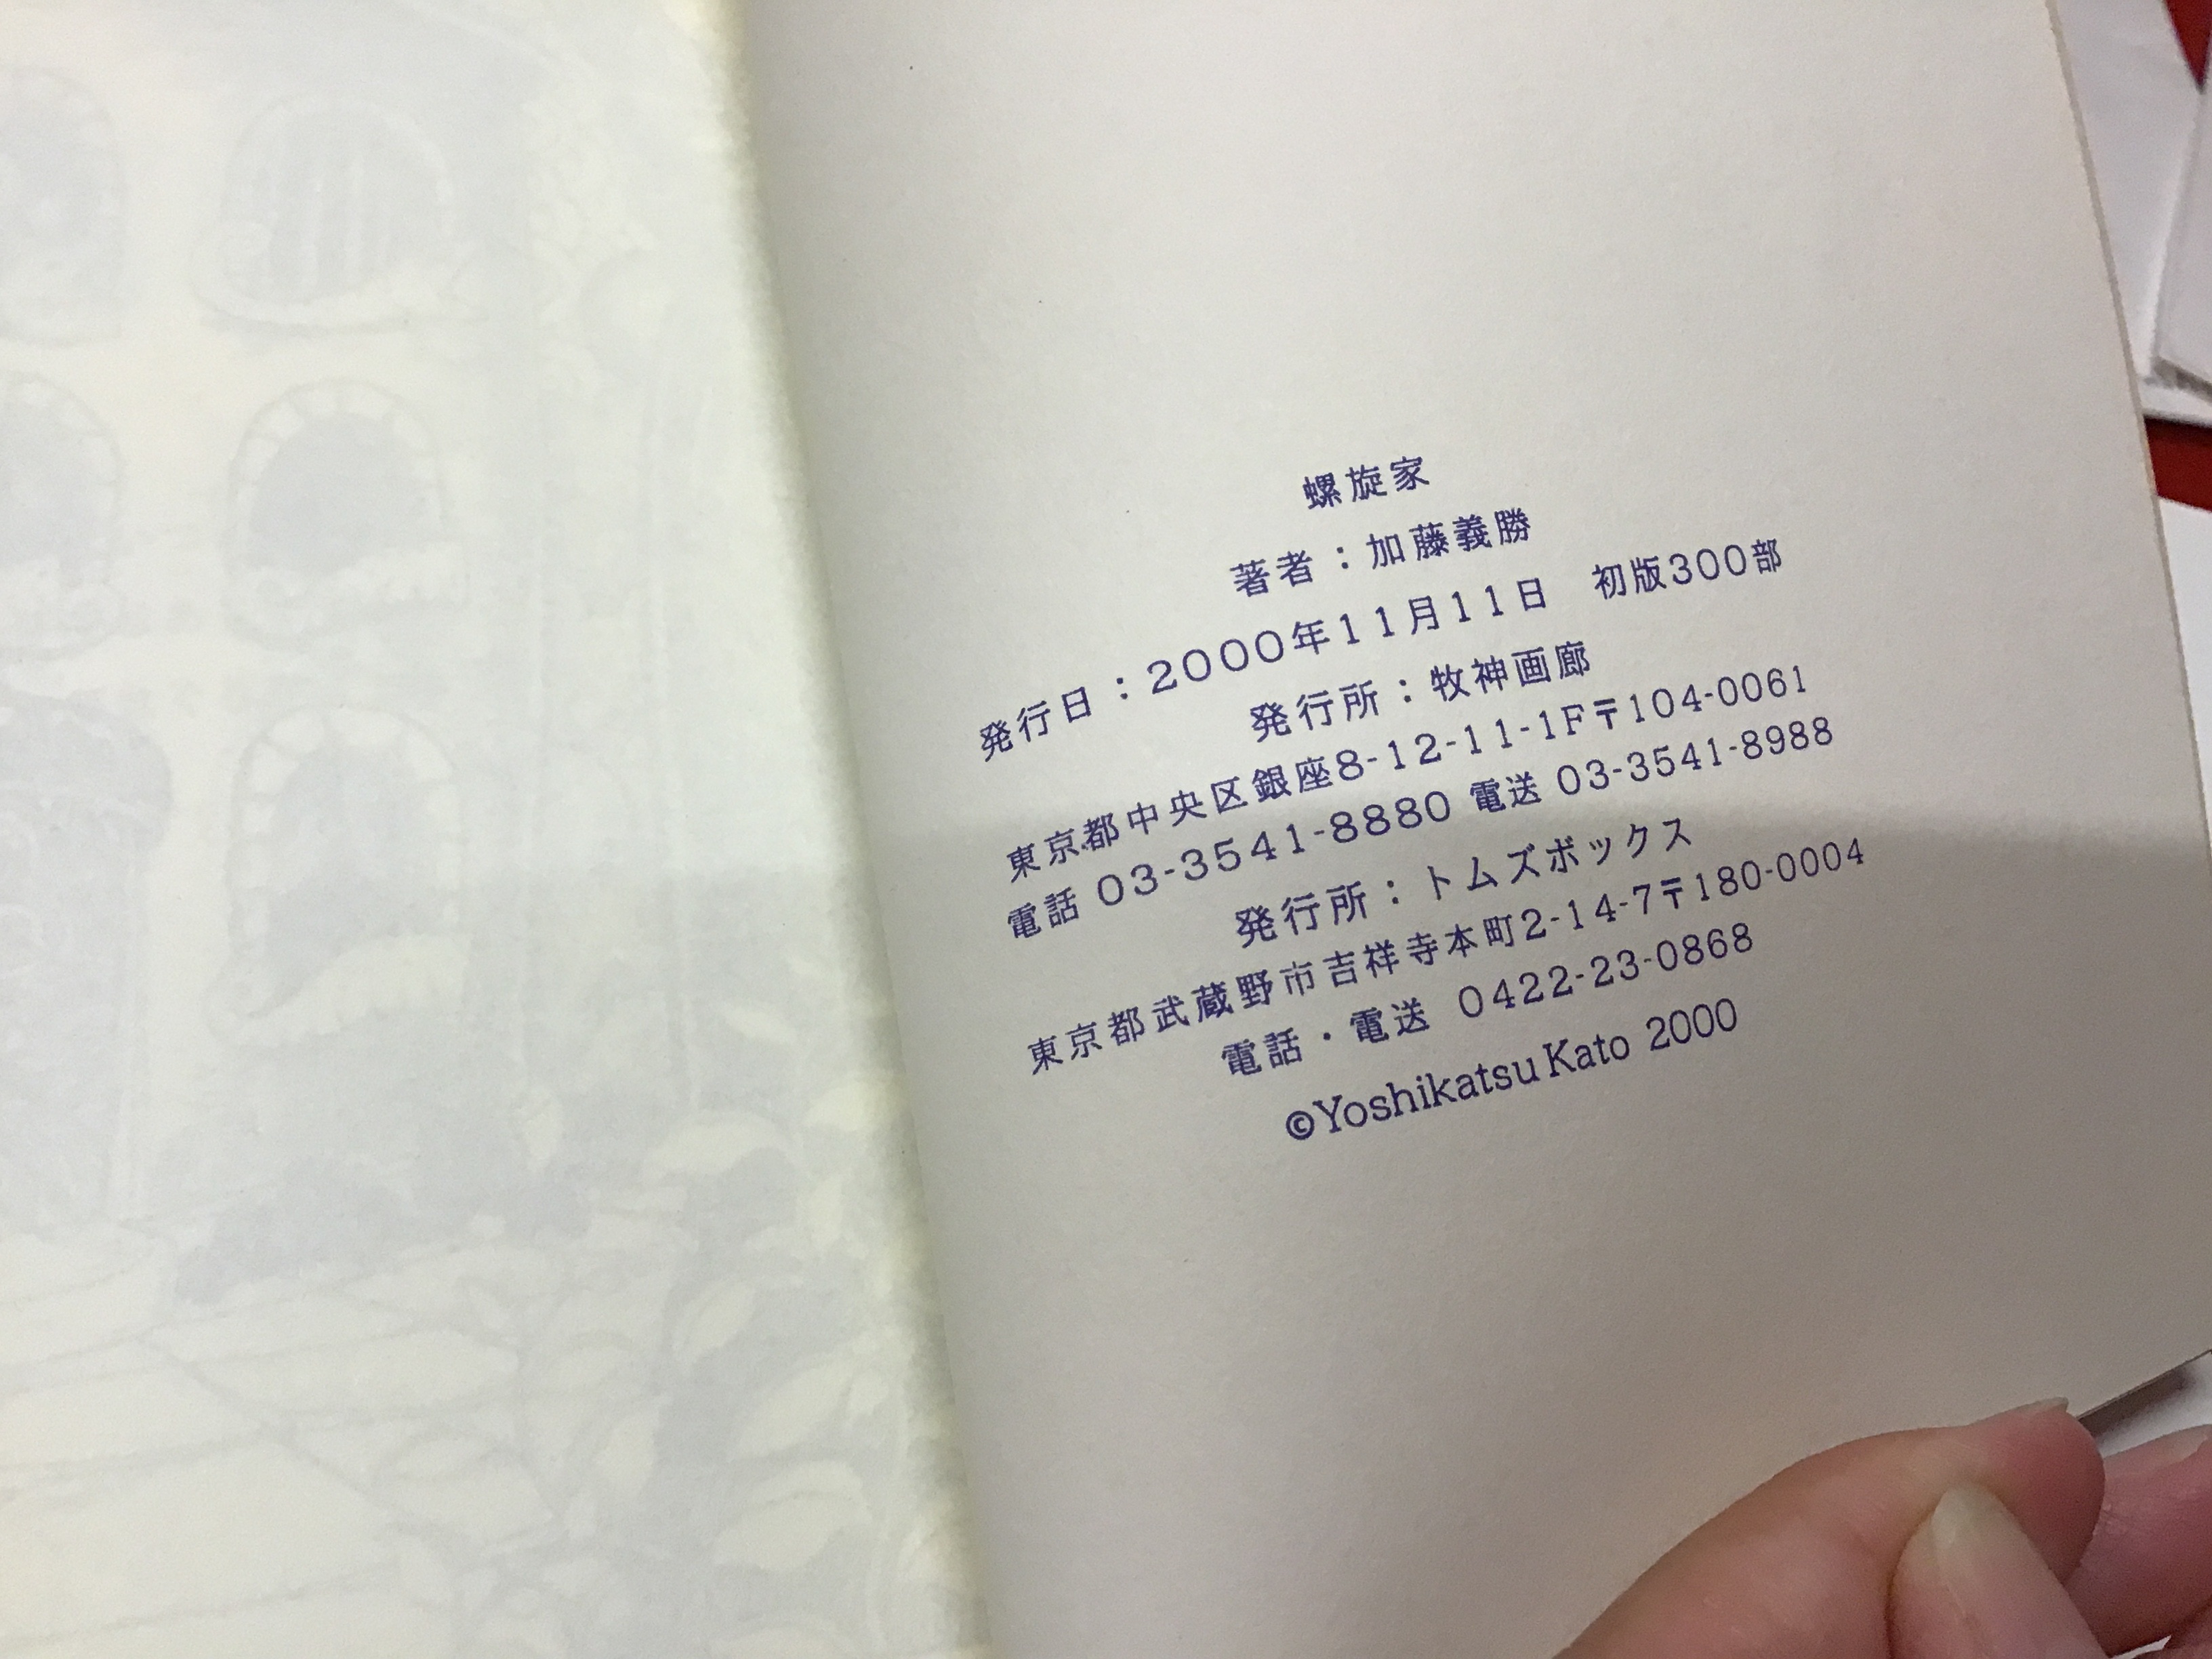 螺旋家
著者：加藤義勝
発行日：2000年11月11日　初版300部
発行所：牧神画廊
東京都中央区銀座8-12-11-1F〒104-0061
電話 03-3541-8880 電送 03-3541-8988
発行所：トムズボックス
東京都武蔵野市吉祥寺本町2-14-7〒180-0004
電話・電送 0422-23-0868
©Yoshikatsu Kato 2000